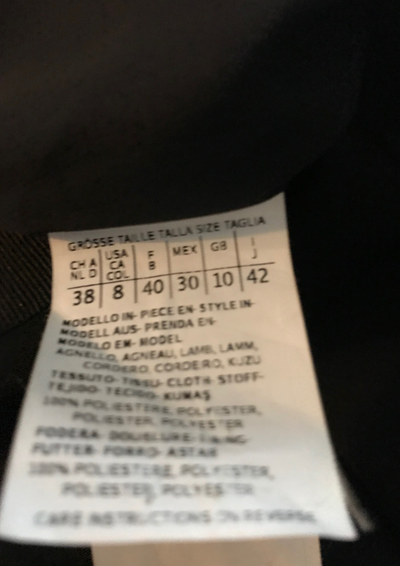 GRÖSSE TAILLE TALLA SIZE TAGLIA
CH A USA F MEX GB I
NL D CA B J
COL
38 8 40 30 10 42
MODELLO IN- PIECE EN- STYLE IN-
MODELL AUS- PRENDA EN-
MODELO EM- MODEL
AGNELLO, AGNEAU, LAMB, LAMM,
CORDERO, CORDEIRO, KUZU
TESSUTO- TISSU- CLOTH- STOFF-
TEJIDO- TECIDO- KUMAŞ
100% POLIESTERE, POLYESTER,
POLIESTER, POLYESTER
FODERA- DOUBLURE- LINING-
FUTTER- FORRO- ASTAR
100% POLIESTERE, POLYESTER,
POLIESTER, POLYESTER
CARE INSTRUCTIONS ON REVERSE